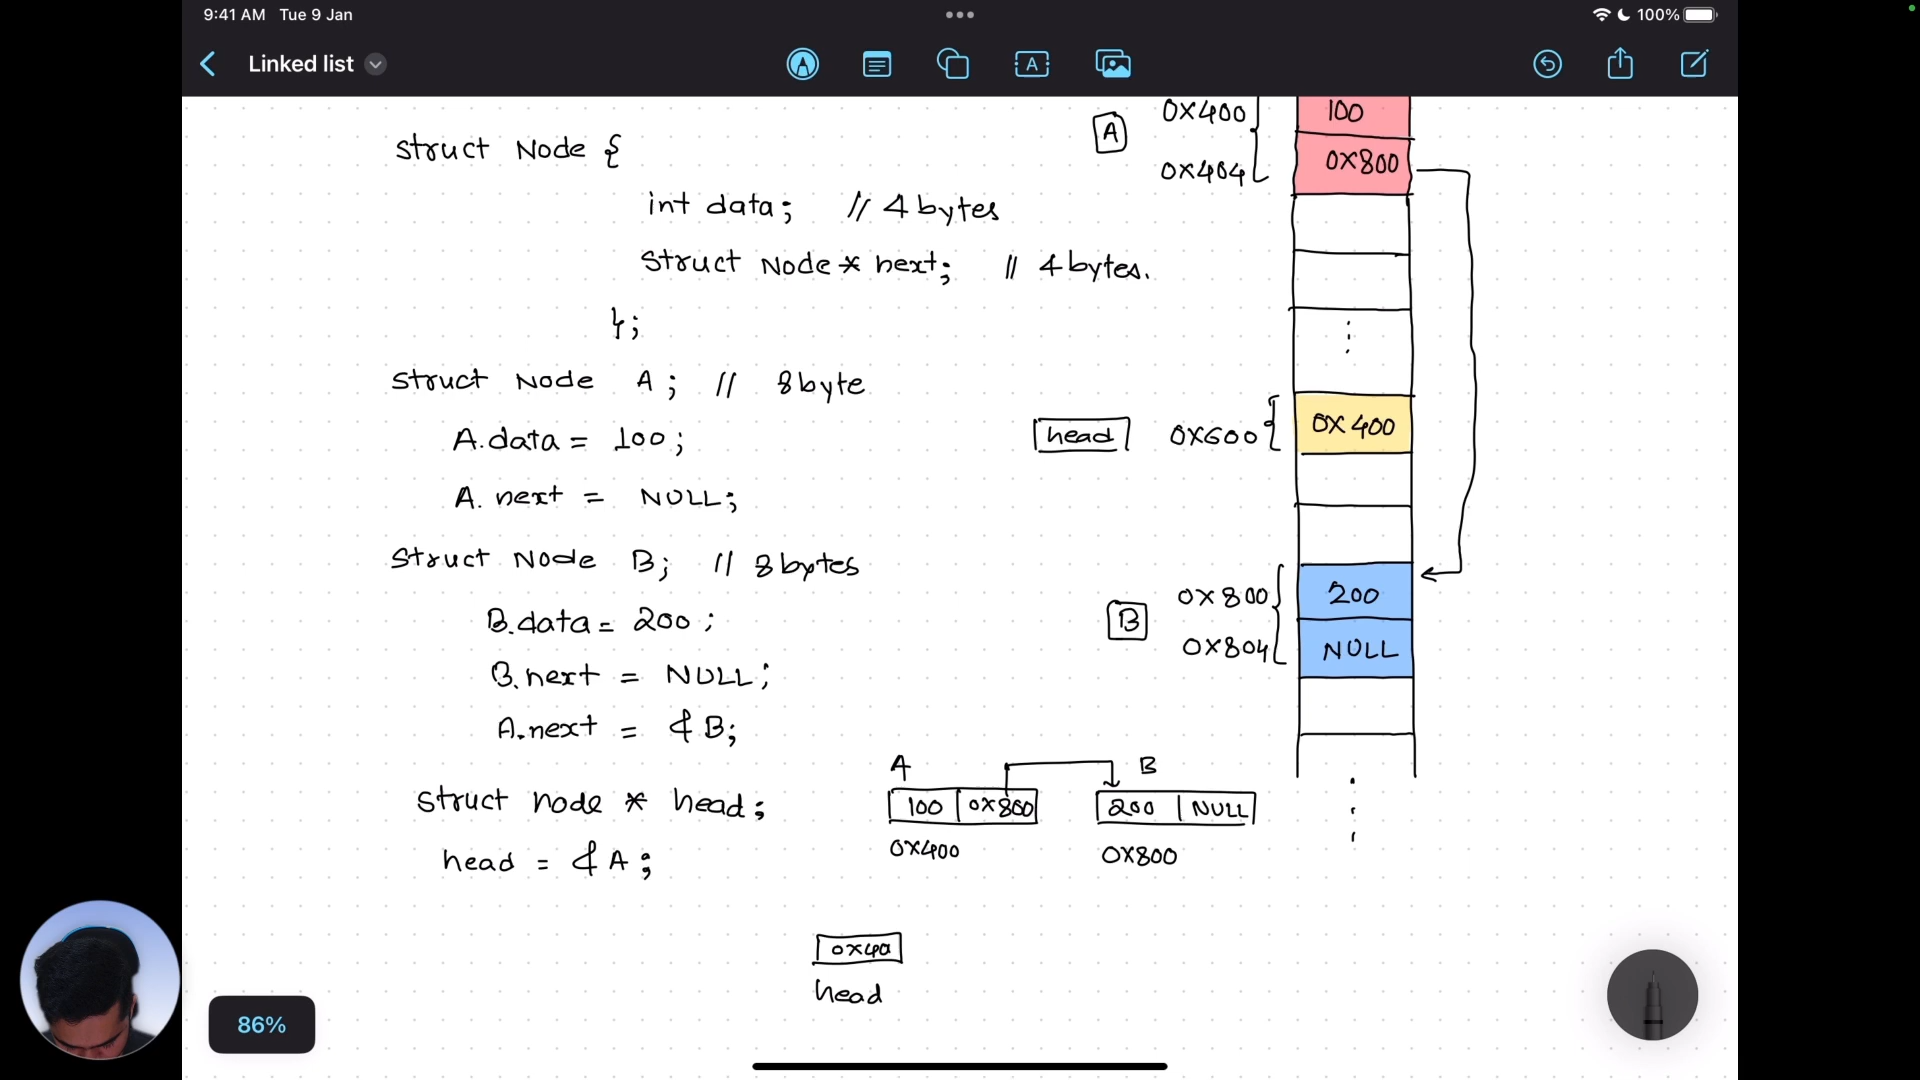 9:41 AM Tue 9 Jan
100%
Linked list
A
struct Node {
int data; // 4 bytes
struct Node * next; // 4 bytes.
};
struct Node A; // 8 byte
A.data = 100;
A. next = NULL;
struct Node B; // 8 bytes
B.data = 200;
B.next = NULL;
A.next = & B;
struct node * head;
head = & A;
A
0X400 100
0X404 0X800
head 0X600 0X400
B
0X800 200
0X804 NULL
A B
100 0X800 200 NULL
0X400 0X800
head
86%